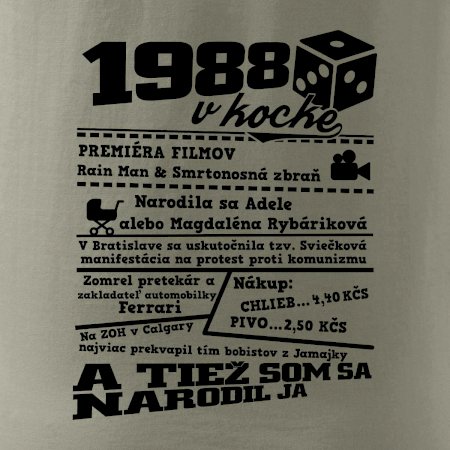 1988
v kocke
PREMIÉRA FILMOV
Rain Man & Smrtonosná zbraň
Narodila sa Adele
alebo Magdaléna Rybáriková
V Bratislave sa uskutočnila tzv. Sviečková
manifestácia na protest proti komunizmu
Zomrel pretekár a
zakladateľ automobilky
Ferrari
Nákup:
CHLIEB...4,40 KČS
PIVO...2,50 KČS
Na ZOH v Calgary
najviac prekvapil tím bobistov z Jamajky
A TIEŽ SOM SA
NARODIL JA